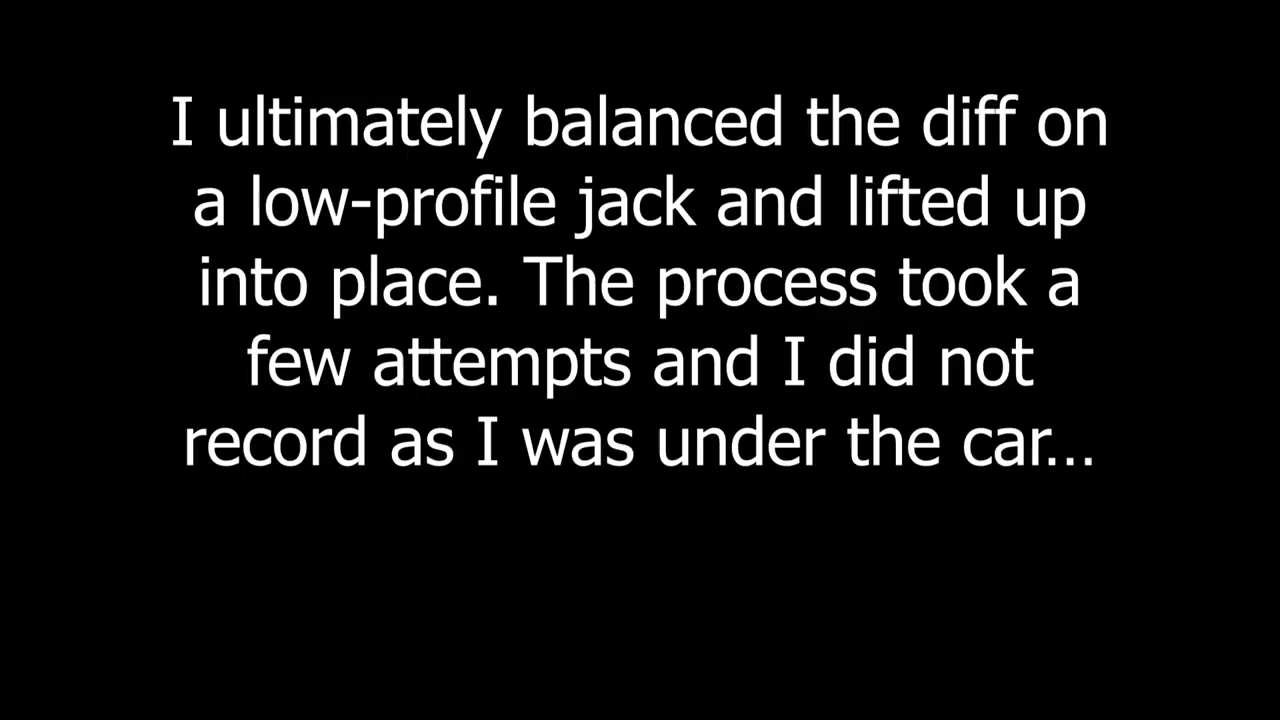 I ultimately balanced the diff on
a low-profile jack and lifted up
into place. The process took a
few attempts and I did not
record as I was under the car...